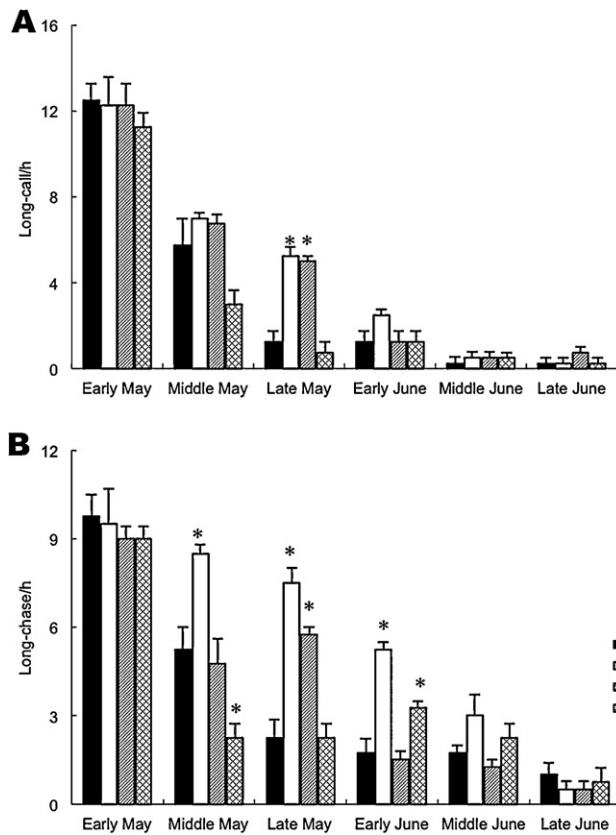 A
16
12
8
4
0
Long-call/h
* *
Early May Middle May Late May Early June Middle June Late June
B
12
9
6
3
0
Long-chase/h
* * * * * *
Early May Middle May Late May Early June Middle June Late June